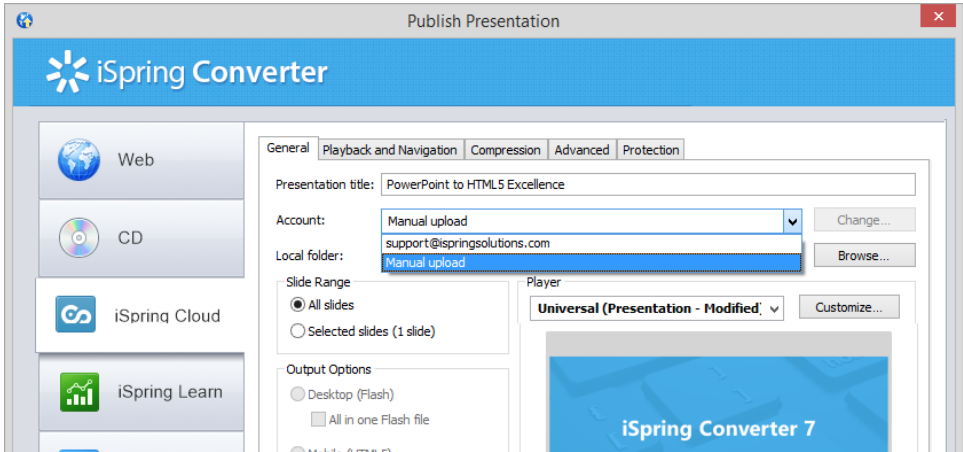 Publish Presentation
iSpring Converter
Web
CD
iSpring Cloud
iSpring Learn
General Playback and Navigation Compression Advanced Protection
Presentation title: PowerPoint to HTML5 Excellence
Account: Manual upload Change...
support@ispringsolutions.com
Local folder: Manual upload Browse...
Slide Range
All slides
Selected slides (1 slide)
Player
Universal (Presentation - Modified) Customize...
Output Options
Desktop (Flash)
All in one Flash file
Mobile (HTML5)
iSpring Converter 7